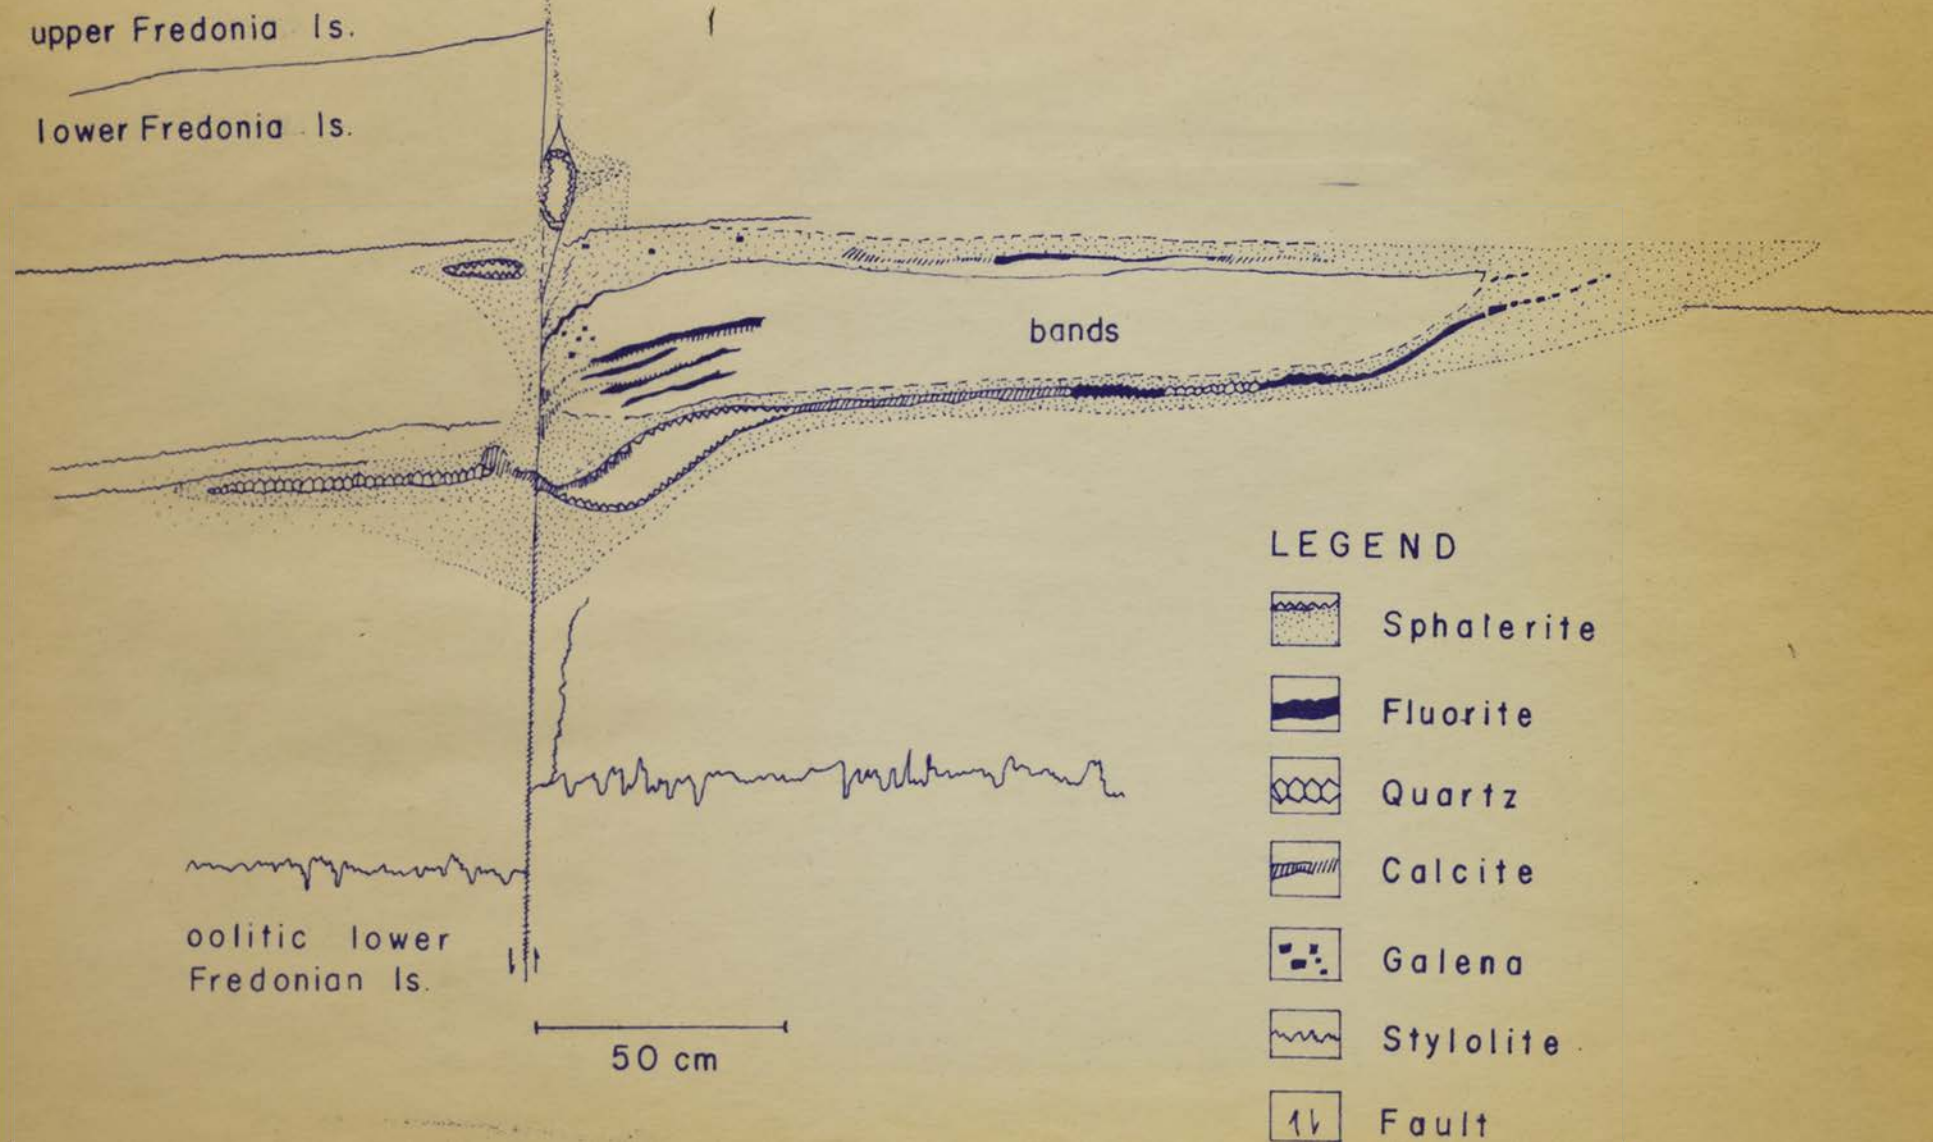 upper Fredonia ls.
lower Fredonia ls.
bands
LEGEND
Sphalerite
Fluorite
Quartz
Calcite
Galena
Stylolite
Fault
oolitic lower
Fredonian ls.
50 cm